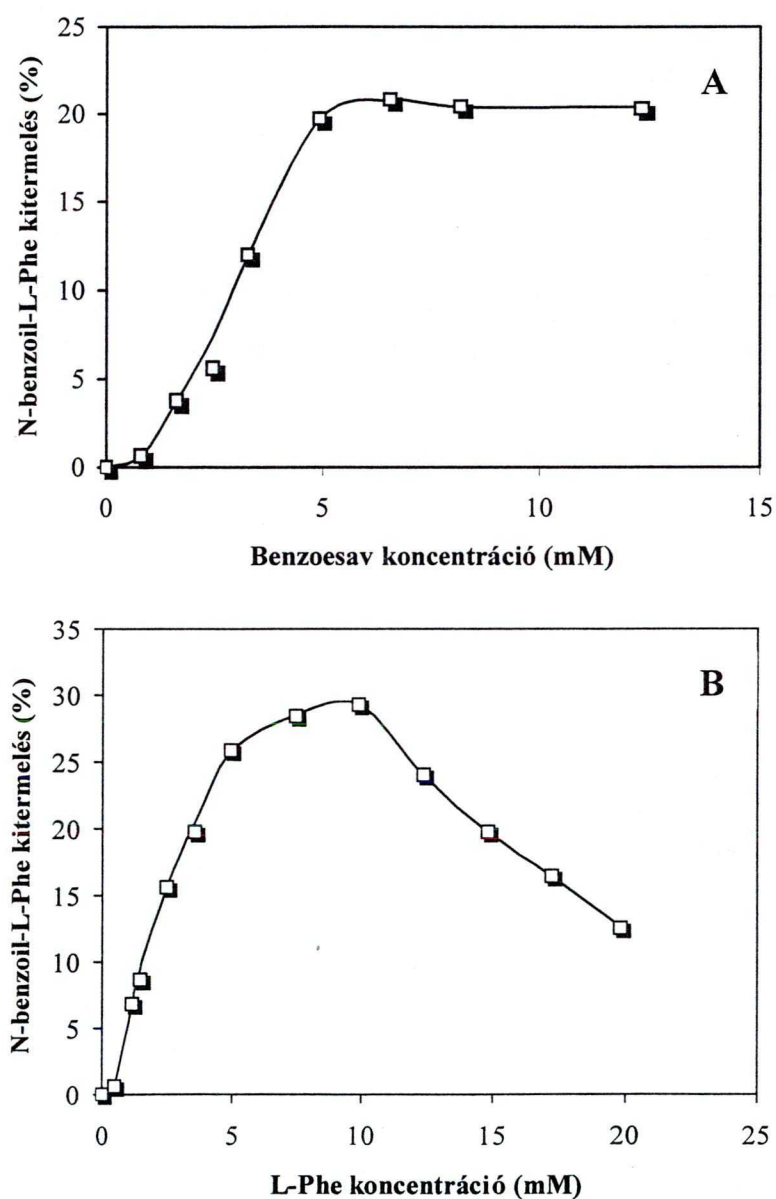 25
A
20
15
10
5
0
0 5 10 15
N-benzoil-L-Phe kitermelés (%)
Benzoesav koncentráció (mM)
35
B
30
25
20
15
10
5
0
0 5 10 15 20 25
N-benzoil-L-Phe kitermelés (%)
L-Phe koncentráció (mM)